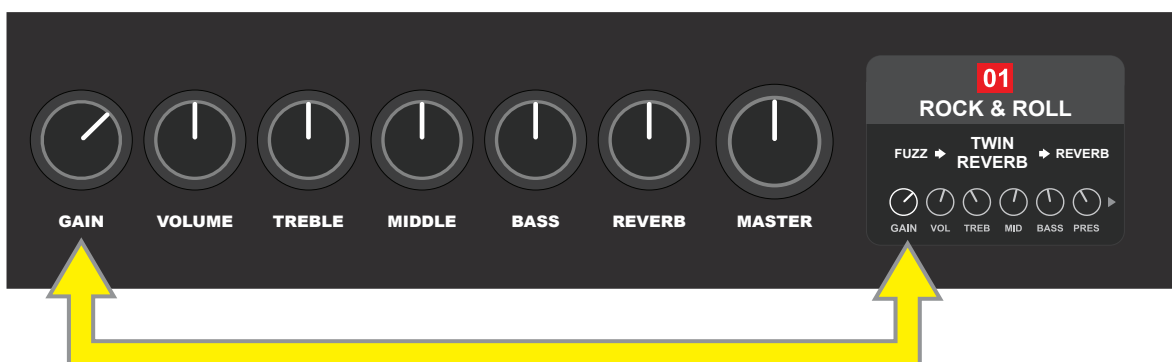 GAIN VOLUME TREBLE MIDDLE BASS REVERB MASTER
01
ROCK & ROLL
FUZZ TWIN REVERB REVERB
GAIN VOL TREB MID BASS PRES